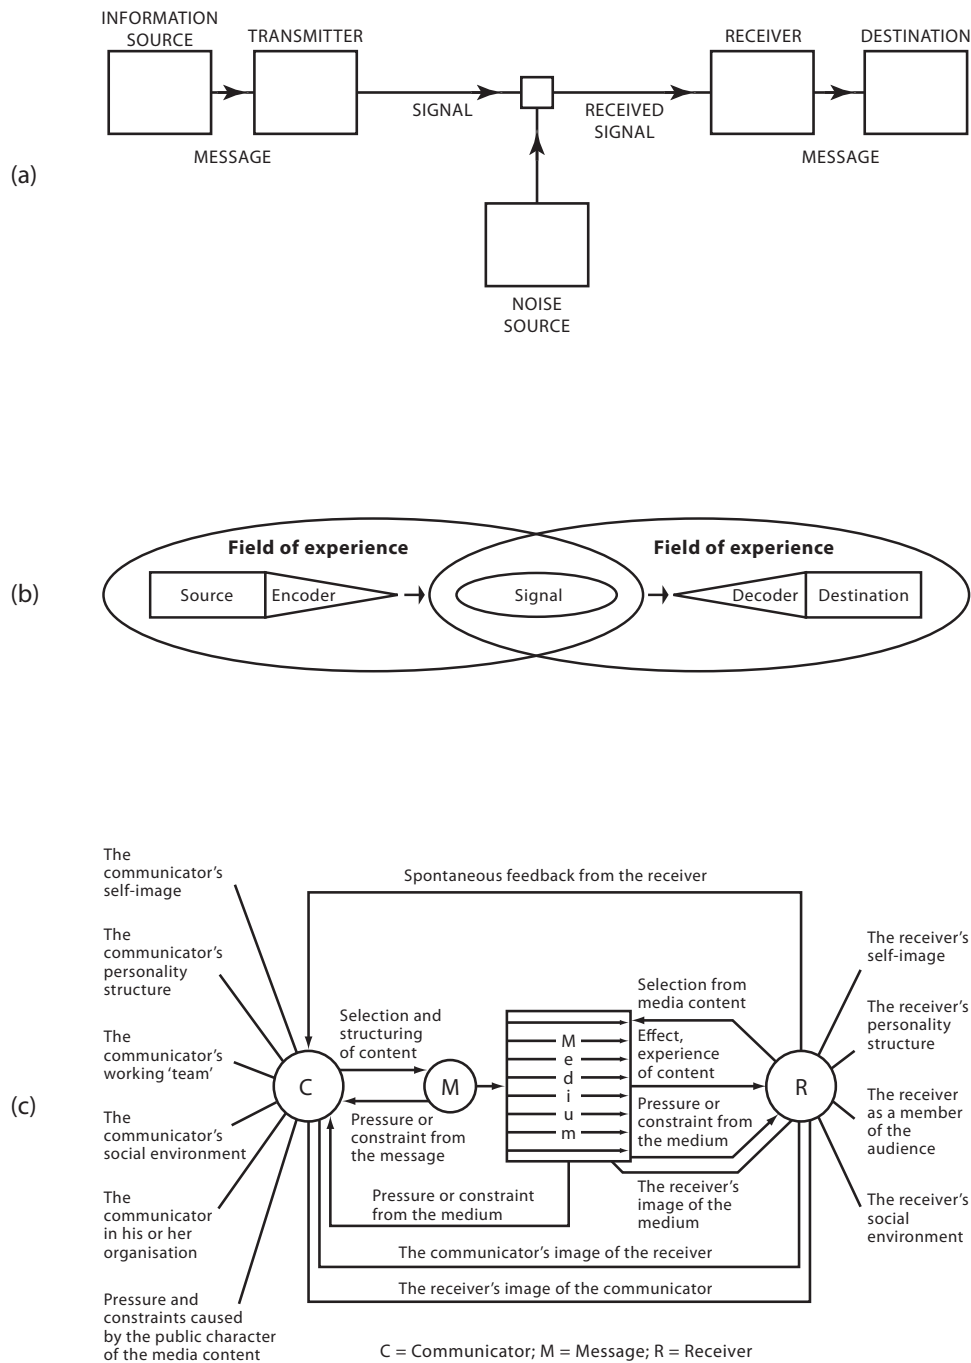 INFORMATION
SOURCE
TRANSMITTER
RECEIVER
DESTINATION
SIGNAL
RECEIVED
SIGNAL
MESSAGE
MESSAGE
(a)
NOISE
SOURCE
Field of experience
Field of experience
(b)
Source
Encoder
Signal
Decoder
Destination
The
communicator’s
self-image
The
communicator’s
personality
structure
The
communicator’s
working ‘team’
(c)
The
communicator’s
social environment
The
communicator
in his or her
organisation
Pressure and
constraints caused
by the public character
of the media content
Spontaneous feedback from the receiver
Selection and
structuring
of content
C
M
Pressure or
constraint from
the message
Pressure or constraint
from the medium
M
e
d
i
u
m
Selection from
media content
Effect,
experience
of content
Pressure or
constraint from
the medium
The receiver’s
image of the
medium
R
The communicator’s image of the receiver
The receiver’s image of the communicator
The receiver’s
self-image
The receiver’s
personality
structure
The receiver
as a member
of the
audience
The receiver’s
social
environment
C = Communicator; M = Message; R = Receiver